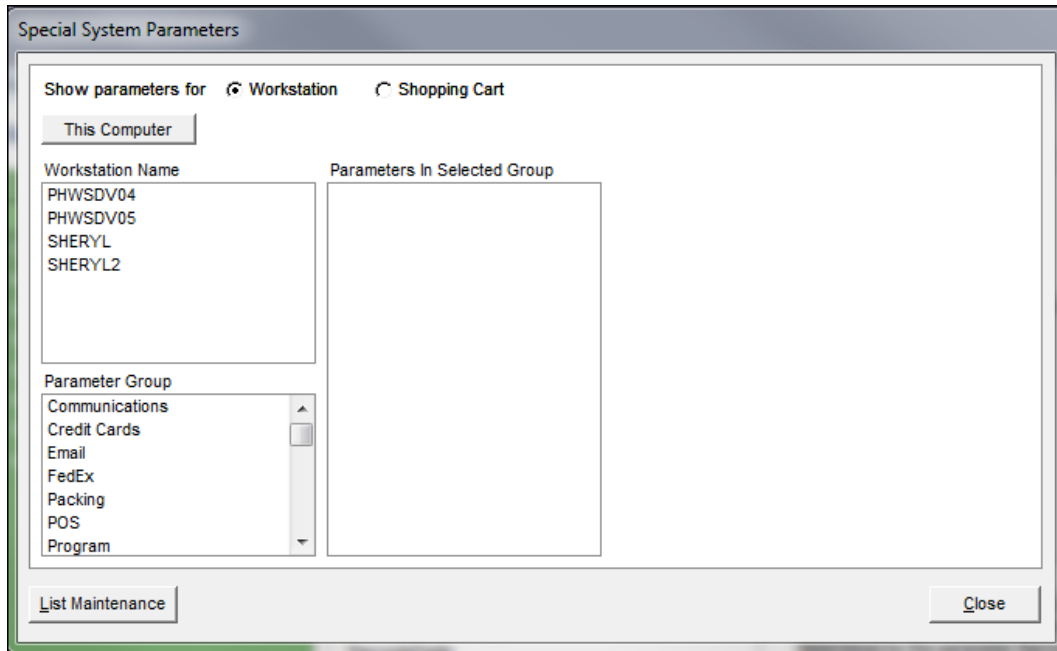 Special System Parameters
Show parameters for Workstation Shopping Cart
This Computer
Workstation Name
PHWSDV04
PHWSDV05
SHERYL
SHERYL2
Parameter Group
Communications
Credit Cards
Email
FedEx
Packing
POS
Program
Parameters In Selected Group
List Maintenance
Close